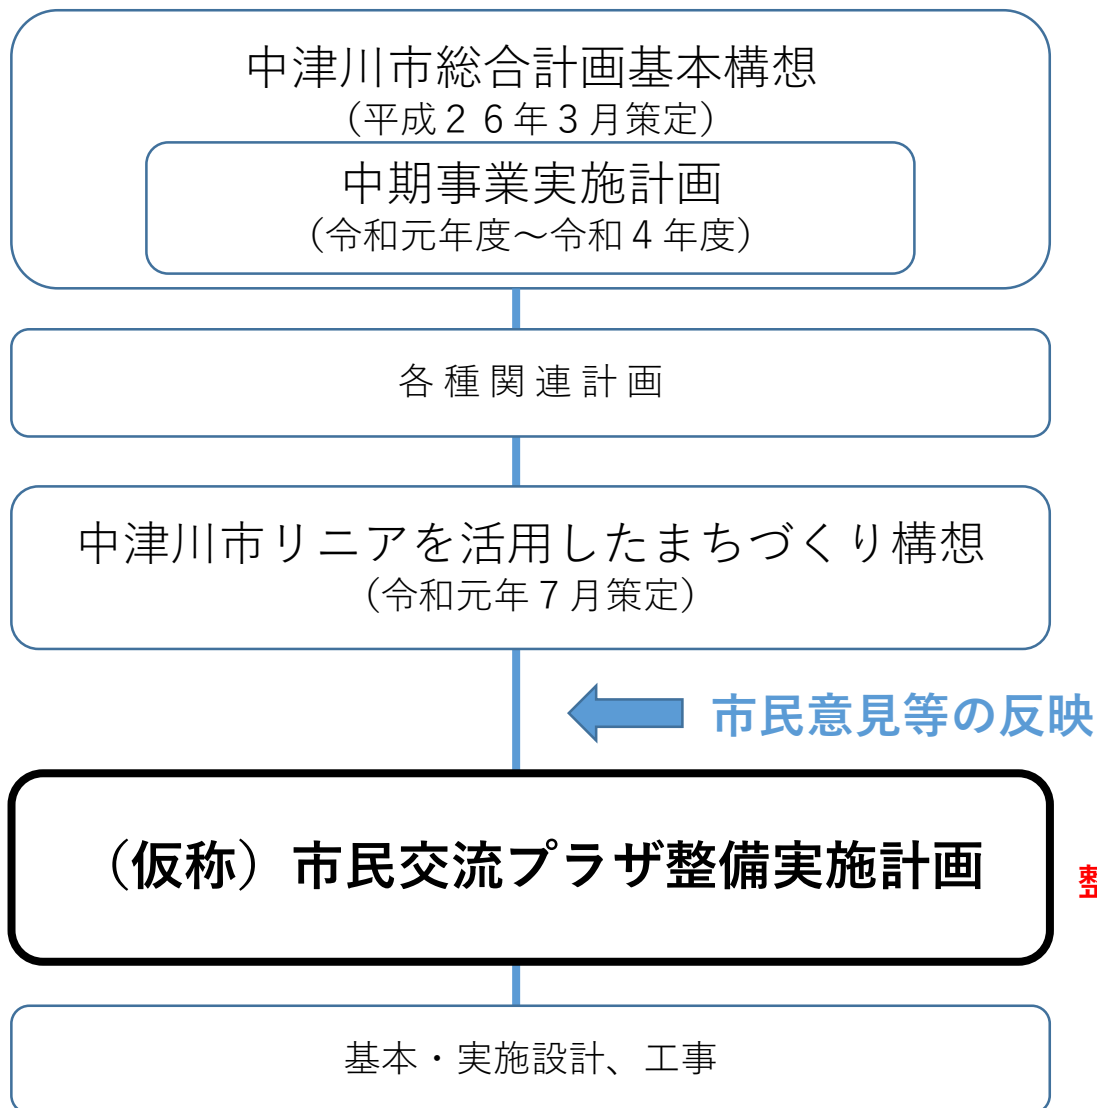 中津川市総合計画基本構想
（平成２６年３月策定）
中期事業実施計画
（令和元年度～令和４年度）
各種関連計画
中津川市リニアを活用したまちづくり構想
（令和元年７月策定）
市民意見等の反映
（仮称）市民交流プラザ整備実施計画
基本・実施設計、工事